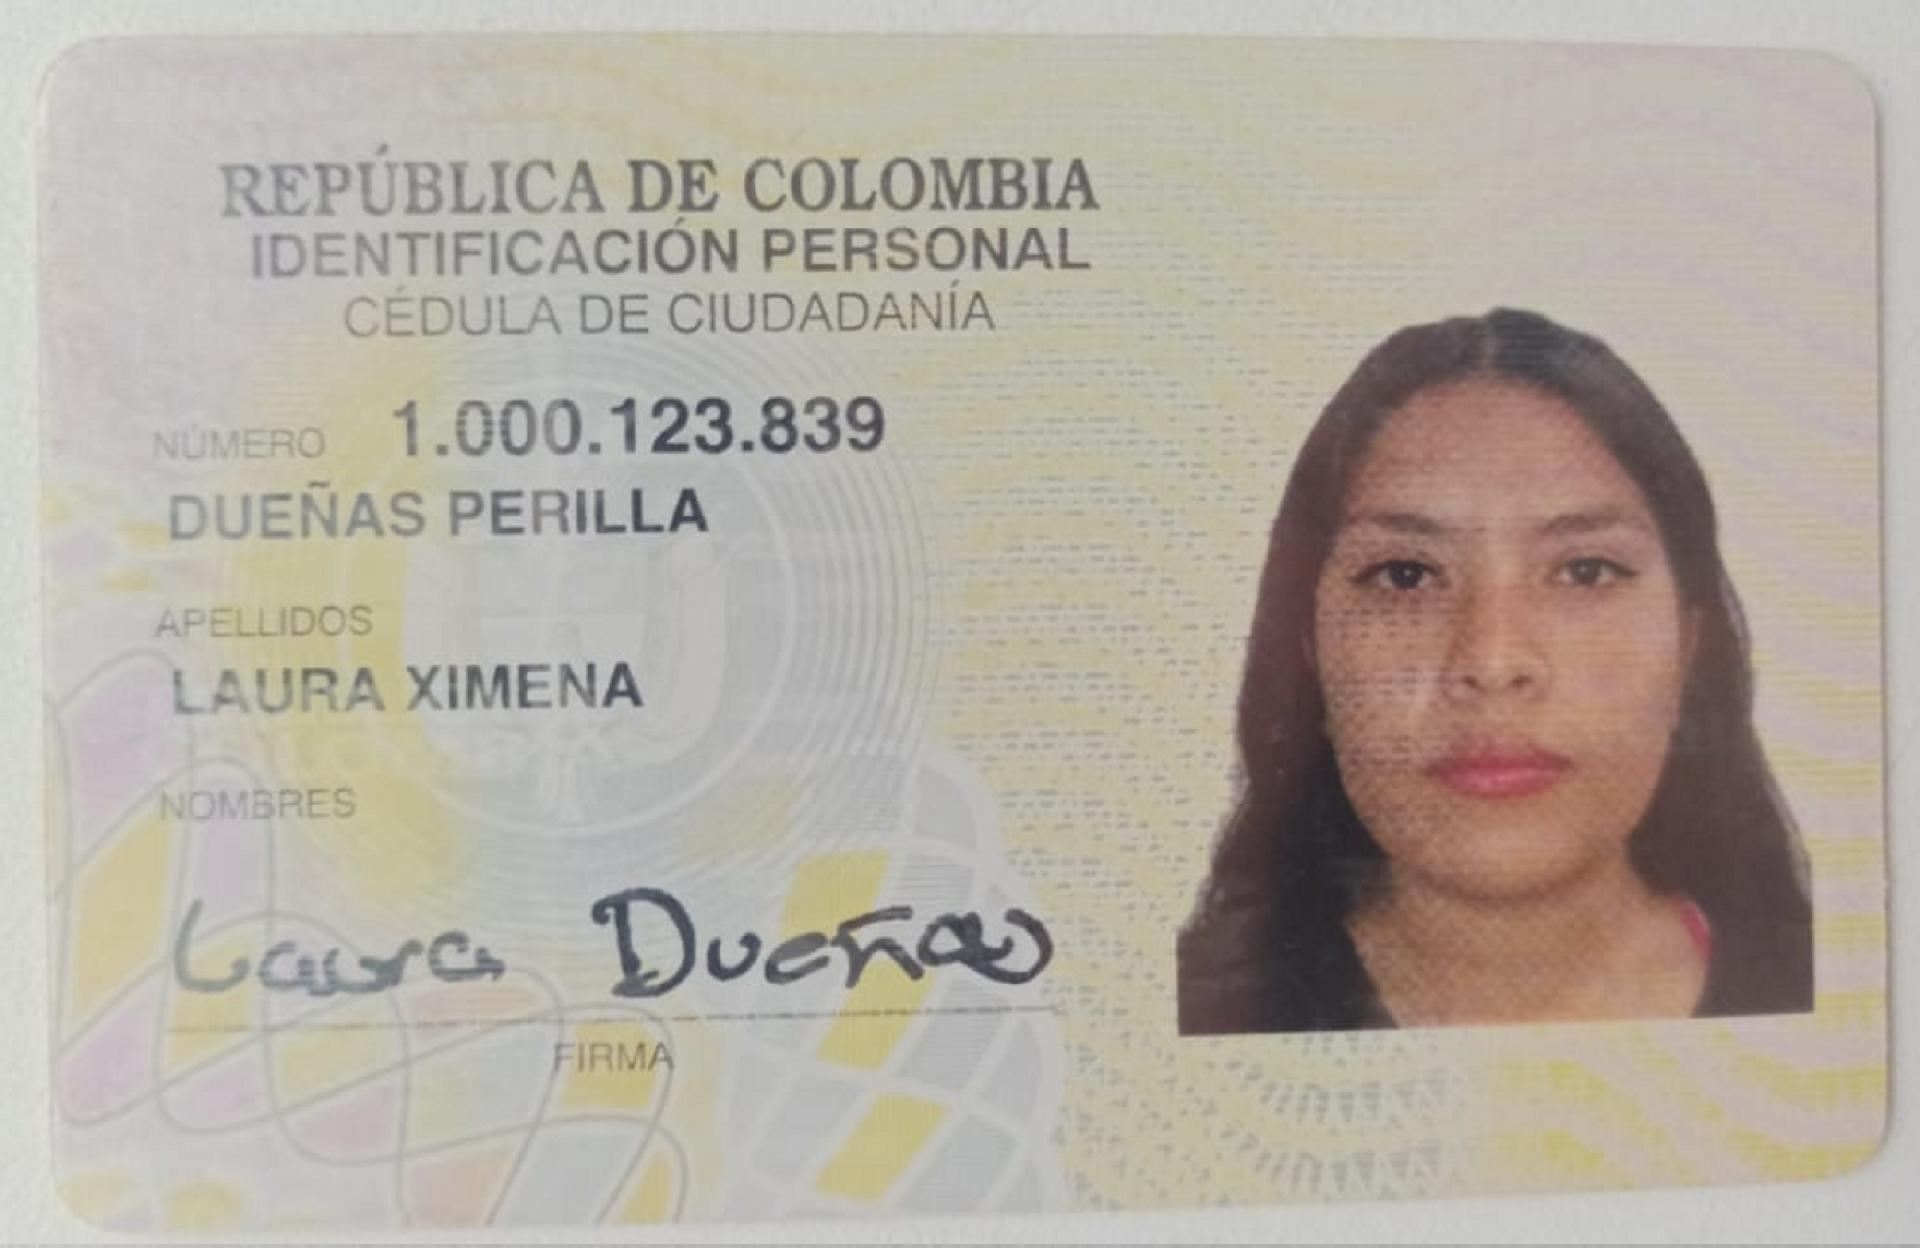 REPÚBLICA DE COLOMBIA
IDENTIFICACIÓN PERSONAL
CÉDULA DE CIUDADANÍA
NÚMERO 1.000.123.839
DUEÑAS PERILLA
APELLIDOS
LAURA XIMENA
NOMBRES
Laura Dueñas
FIRMA